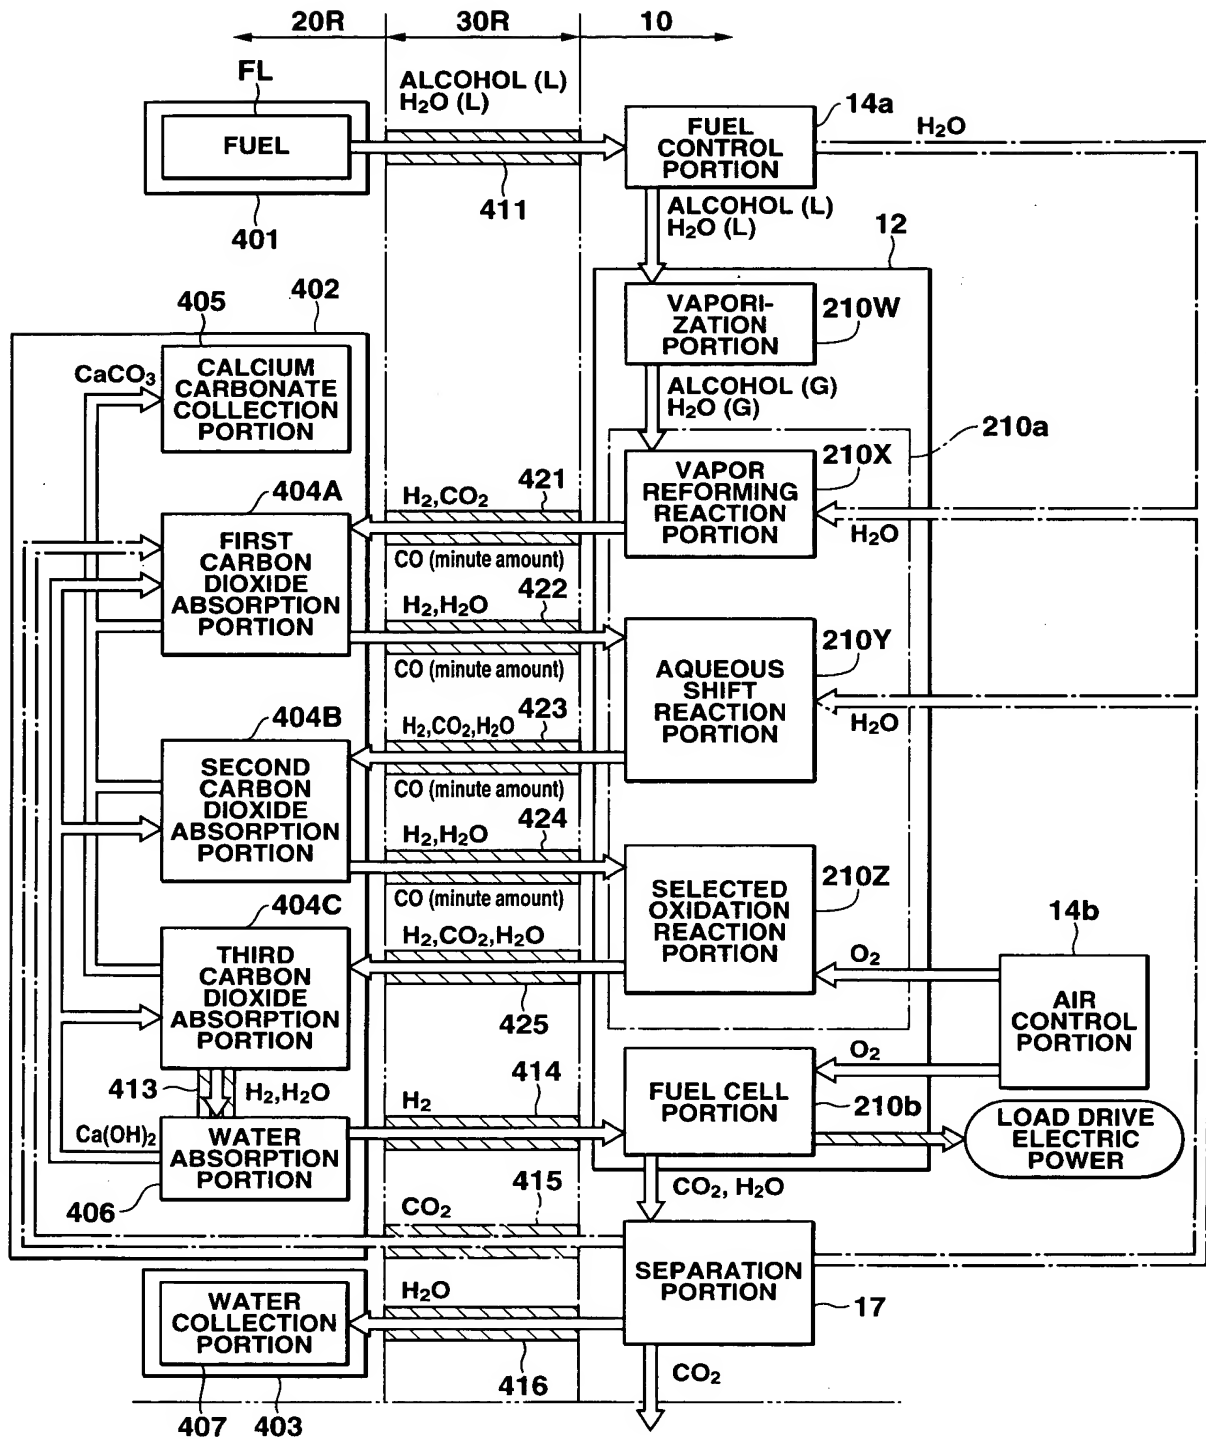 20R
30R
10
FL
ALCOHOL (L)
H₂O (L)
14a
FUEL
FUEL
CONTROL
PORTION
H₂O
411
401
ALCOHOL (L)
H₂O (L)
12
405
402
VAPORI-
ZATION
PORTION
210W
CaCO₃
CALCIUM
CARBONATE
COLLECTION
PORTION
ALCOHOL (G)
H₂O (G)
210a
404A
H₂,CO₂
421
VAPOR
REFORMING
REACTION
PORTION
210X
FIRST
CARBON
DIOXIDE
ABSORPTION
PORTION
CO (minute amount)
H₂O
H₂,H₂O
422
CO (minute amount)
AQUEOUS
SHIFT
REACTION
PORTION
210Y
404B
H₂,CO₂,H₂O
423
H₂O
SECOND
CARBON
DIOXIDE
ABSORPTION
PORTION
CO (minute amount)
H₂,H₂O
424
CO (minute amount)
SELECTED
OXIDATION
REACTION
PORTION
210Z
404C
H₂,CO₂,H₂O
14b
THIRD
CARBON
DIOXIDE
ABSORPTION
PORTION
O₂
425
AIR
CONTROL
PORTION
O₂
413
H₂,H₂O
H₂
414
FUEL CELL
PORTION
210b
LOAD DRIVE
ELECTRIC
POWER
Ca(OH)₂
WATER
ABSORPTION
PORTION
406
CO₂
415
CO₂, H₂O
SEPARATION
PORTION
17
WATER
COLLECTION
PORTION
H₂O
416
CO₂
407
403